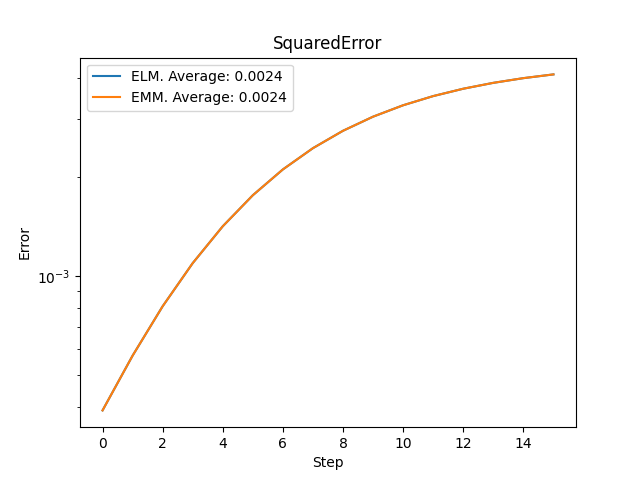 SquaredError
ELM. Average: 0.0024
EMM. Average: 0.0024
Error
10⁻³
0 2 4 6 8 10 12 14
Step